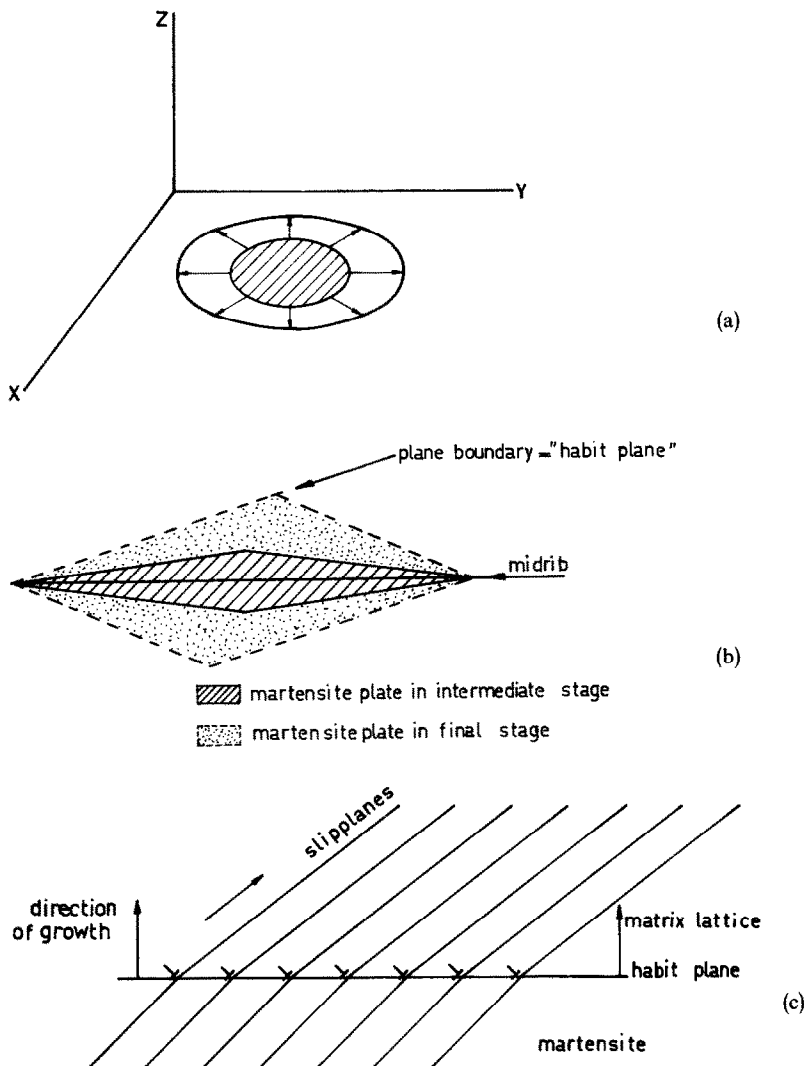 Z
Y
X
(a)
plane boundary="habit plane"
midrib
(b)
martensite plate in intermediate stage
martensite plate in final stage
slipplanes
direction
of growth
matrix lattice
habit plane
(c)
martensite